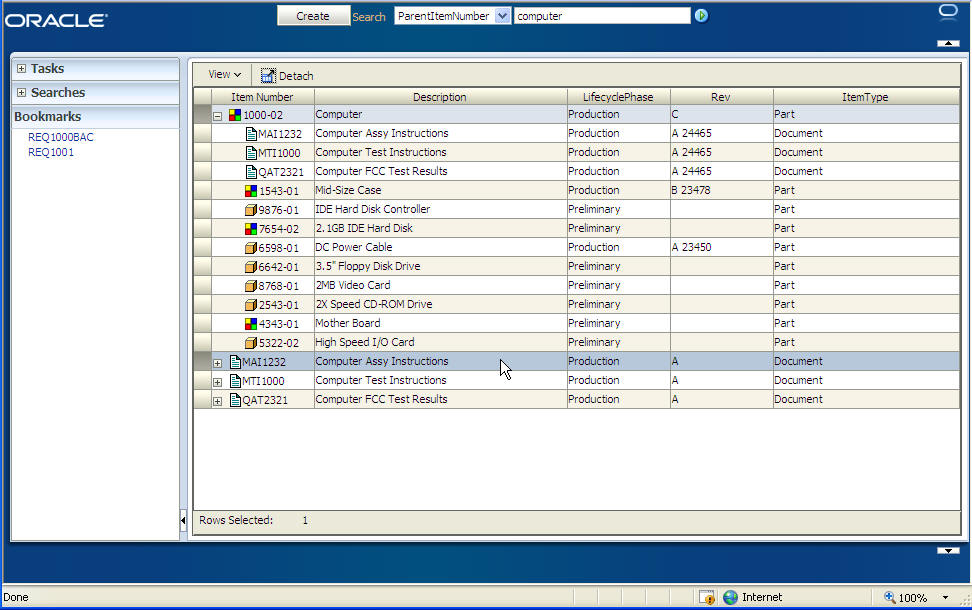 ORACLE®
Create Search ParentItemNumber computer
Tasks
Searches
Bookmarks
REQ1000BAC
REQ1001
View Detach
Item Number Description LifecyclePhase Rev ItemType
1000-02 Computer Production C Part
MAI1232 Computer Assy Instructions Production A 24465 Document
MTI1000 Computer Test Instructions Production A 24465 Document
QAT2321 Computer FCC Test Results Production A 24465 Document
1543-01 Mid-Size Case Production B 23478 Part
9876-01 IDE Hard Disk Controller Preliminary Part
7654-02 2.1GB IDE Hard Disk Preliminary Part
6598-01 DC Power Cable Production A 23450 Part
6642-01 3.5" Floppy Disk Drive Preliminary Part
8768-01 2MB Video Card Preliminary Part
2543-01 2X Speed CD-ROM Drive Preliminary Part
4343-01 Mother Board Preliminary Part
5322-02 High Speed I/O Card Preliminary Part
MAI1232 Computer Assy Instructions Production A Document
MTI1000 Computer Test Instructions Production A Document
QAT2321 Computer FCC Test Results Production A Document
Rows Selected: 1
Done Internet 100%